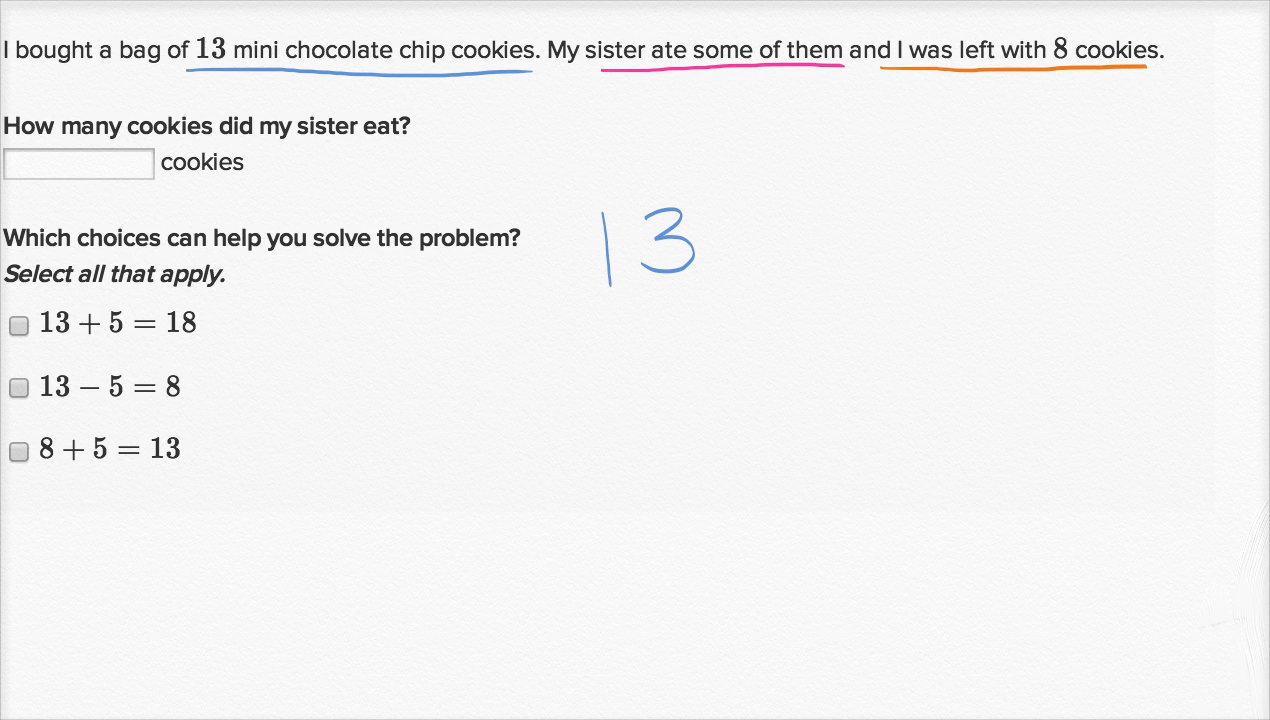 I bought a bag of 13 mini chocolate chip cookies. My sister ate some of them and I was left with 8 cookies.
How many cookies did my sister eat?
cookies
Which choices can help you solve the problem?
Select all that apply.
13
13 + 5 = 18
13 − 5 = 8
8 + 5 = 13